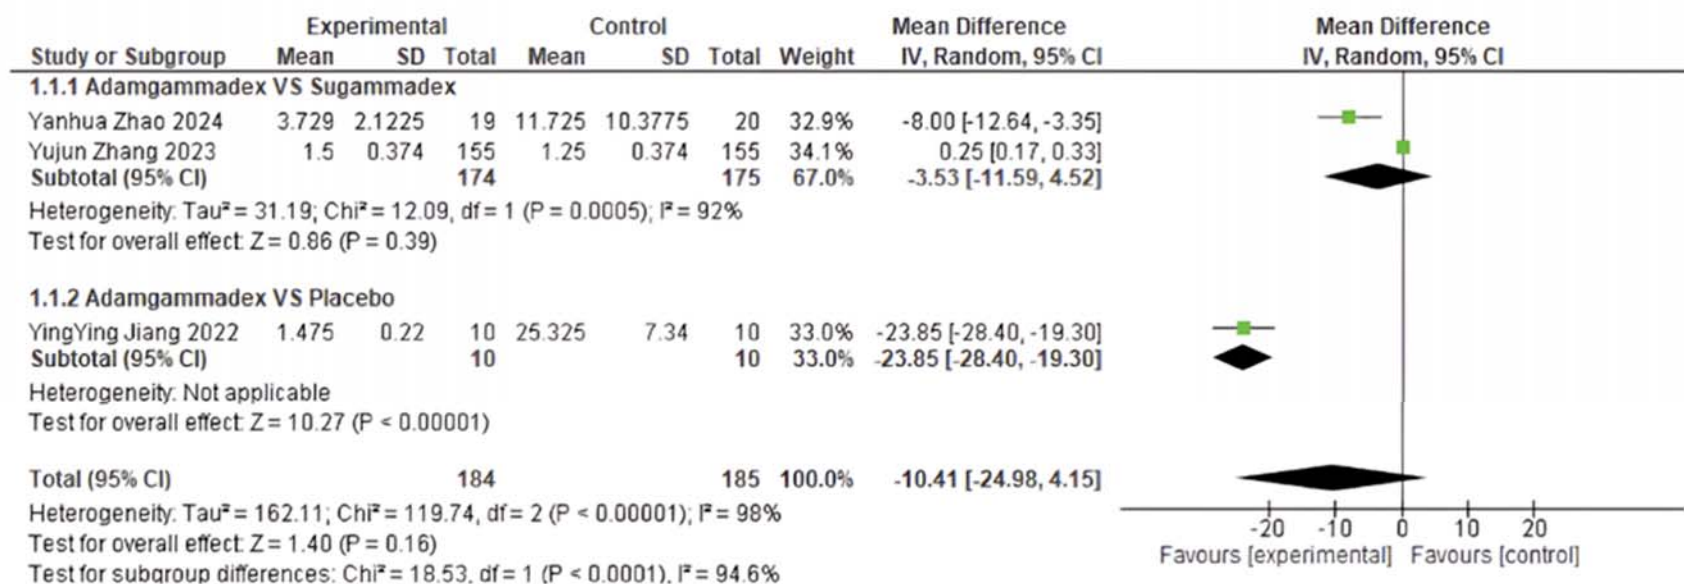 Experimental Control Mean Difference Mean Difference
Study or Subgroup Mean SD Total Mean SD Total Weight IV, Random, 95% CI IV, Random, 95% CI
1.1.1 Adamgammadex VS Sugammadex
Yanhua Zhao 2024 3.729 2.1225 19 11.725 10.3775 20 32.9% -8.00 [-12.64, -3.35]
Yujun Zhang 2023 1.5 0.374 155 1.25 0.374 155 34.1% 0.25 [0.17, 0.33]
Subtotal (95% CI) 174 175 67.0% -3.53 [-11.59, 4.52]
Heterogeneity: Tau² = 31.19; Chi² = 12.09, df = 1 (P = 0.0005); I² = 92%
Test for overall effect: Z = 0.86 (P = 0.39)
1.1.2 Adamgammadex VS Placebo
YingYing Jiang 2022 1.475 0.22 10 25.325 7.34 10 33.0% -23.85 [-28.40, -19.30]
Subtotal (95% CI) 10 10 33.0% -23.85 [-28.40, -19.30]
Heterogeneity: Not applicable
Test for overall effect: Z = 10.27 (P < 0.00001)
Total (95% CI) 184 185 100.0% -10.41 [-24.98, 4.15]
Heterogeneity: Tau² = 162.11; Chi² = 119.74, df = 2 (P < 0.00001); I² = 98%
Test for overall effect: Z = 1.40 (P = 0.16)
Test for subgroup differences: Chi² = 18.53, df = 1 (P < 0.0001), I² = 94.6%
-20 -10 0 10 20
Favours [experimental] Favours [control]